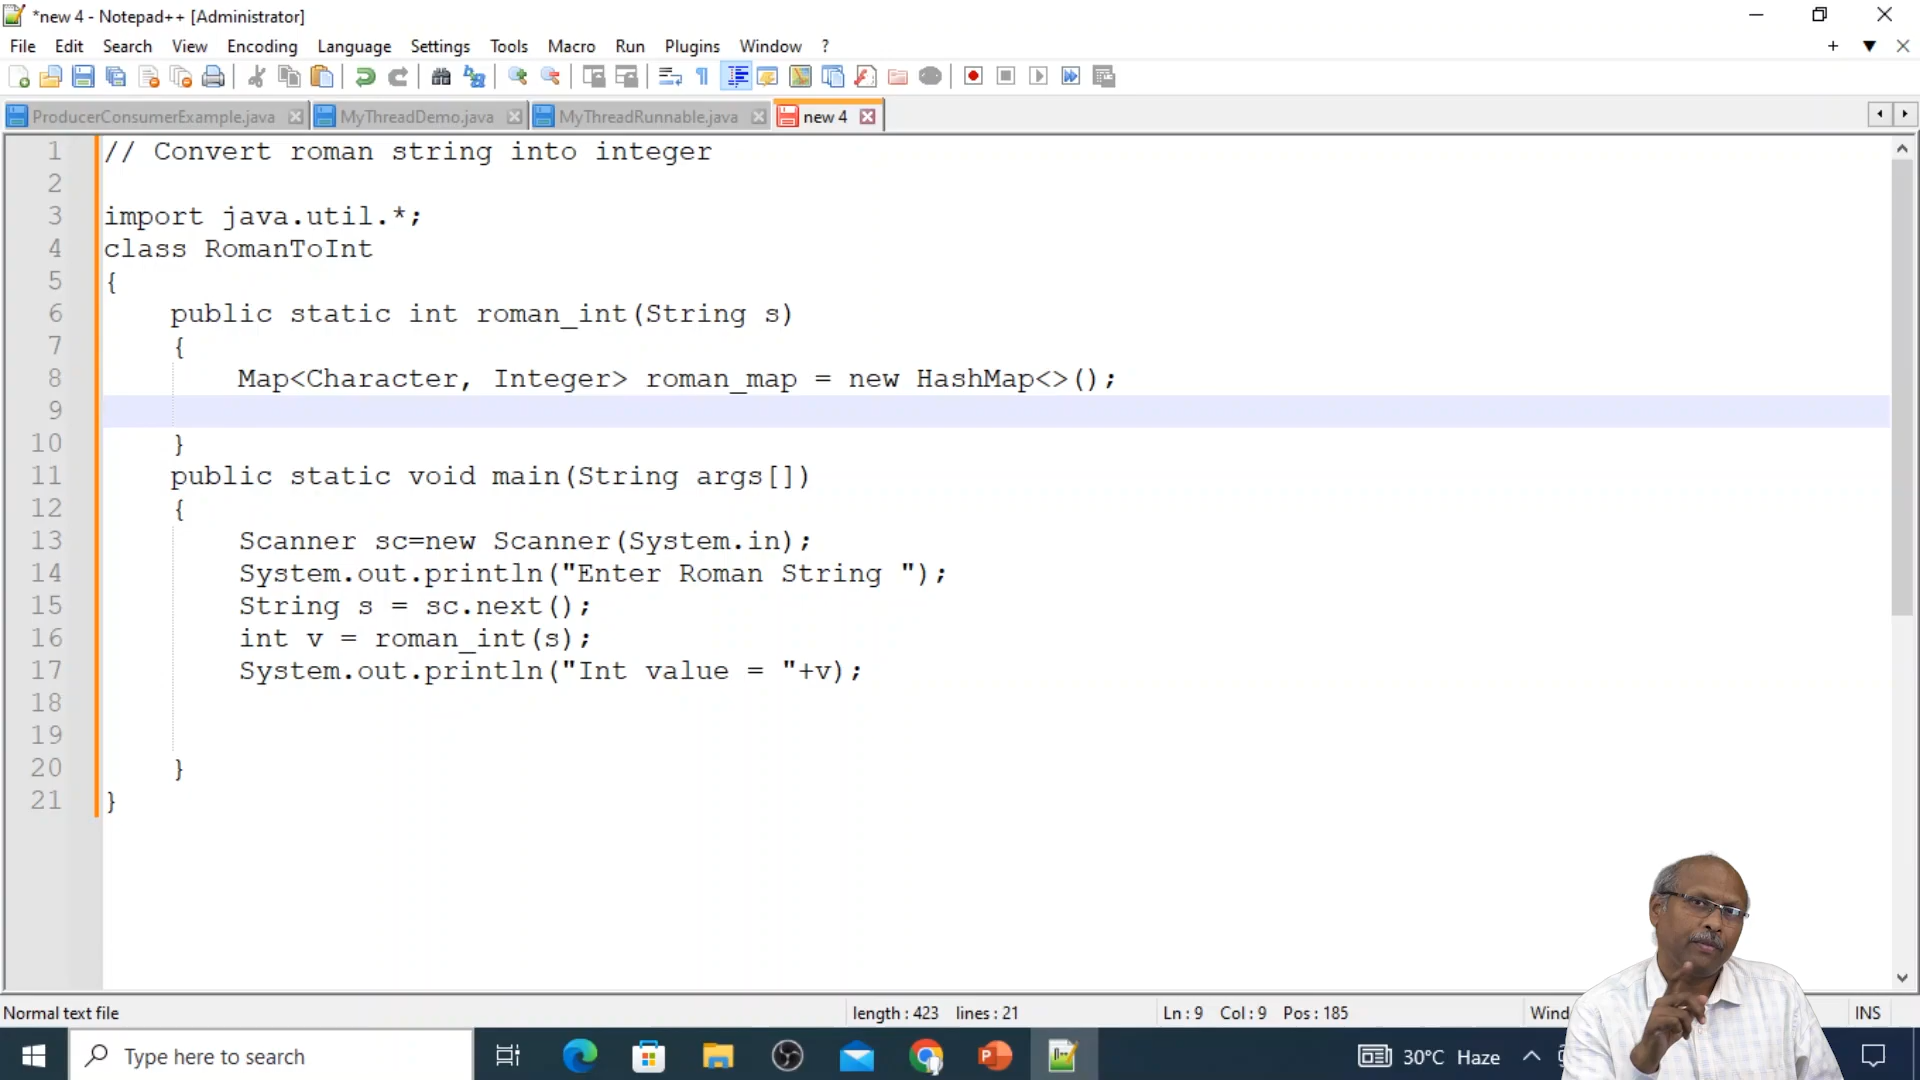 *new 4 - Notepad++ [Administrator]
File Edit Search View Encoding Language Settings Tools Macro Run Plugins Window ?
ProducerConsumerExample.java MyThreadDemo.java MyThreadRunnable.java new 4
1 // Convert roman string into integer
2
3 import java.util.*;
4 class RomanToInt
5 {
6 public static int roman_int(String s)
7 {
8 Map<Character, Integer> roman_map = new HashMap<>();
9
10 }
11 public static void main(String args[])
12 {
13 Scanner sc=new Scanner(System.in);
14 System.out.println("Enter Roman String ");
15 String s = sc.next();
16 int v = roman_int(s);
17 System.out.println("Int value = "+v);
18
19
20 }
21 }
Normal text file length : 423 lines : 21 Ln : 9 Col : 9 Pos : 185 Wind INS
Type here to search 30°C Haze